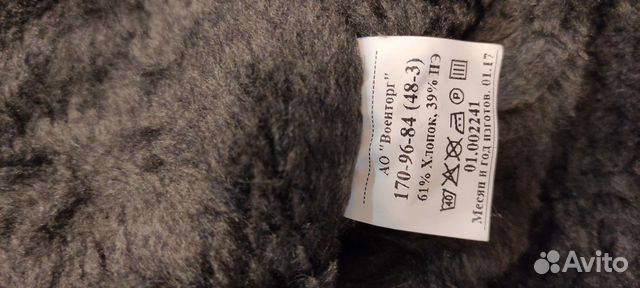 АО "Военторг"
170-96-84 (48-3)
61% Хлопок, 39% ПЭ
40 P
01.002241
Месяц и год изготов. 01.17
Avito